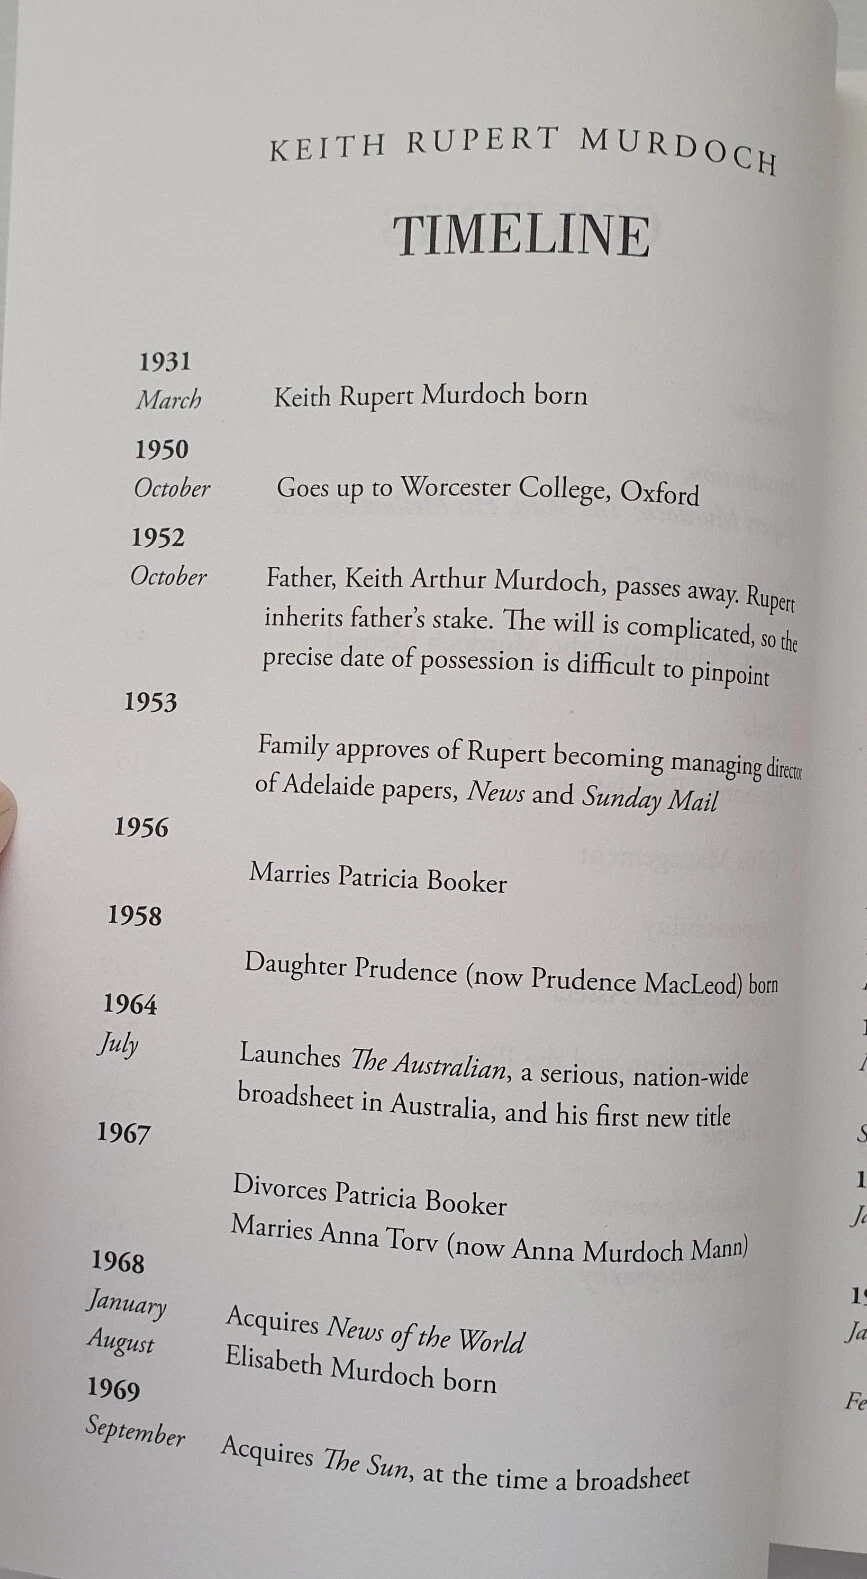 KEITH RUPERT MURDOCH
TIMELINE
1931
March Keith Rupert Murdoch born
1950
October Goes up to Worcester College, Oxford
1952
October Father, Keith Arthur Murdoch, passes away. Rupert
inherits father's stake. The will is complicated, so the
precise date of possession is difficult to pinpoint
1953
Family approves of Rupert becoming managing director
of Adelaide papers, News and Sunday Mail
1956
Marries Patricia Booker
1958
Daughter Prudence (now Prudence MacLeod) born
1964
July Launches The Australian, a serious, nation-wide
broadsheet in Australia, and his first new title
1967
Divorces Patricia Booker
Marries Anna Torv (now Anna Murdoch Mann)
1968
January Acquires News of the World
August Elisabeth Murdoch born
1969
September Acquires The Sun, at the time a broadsheet